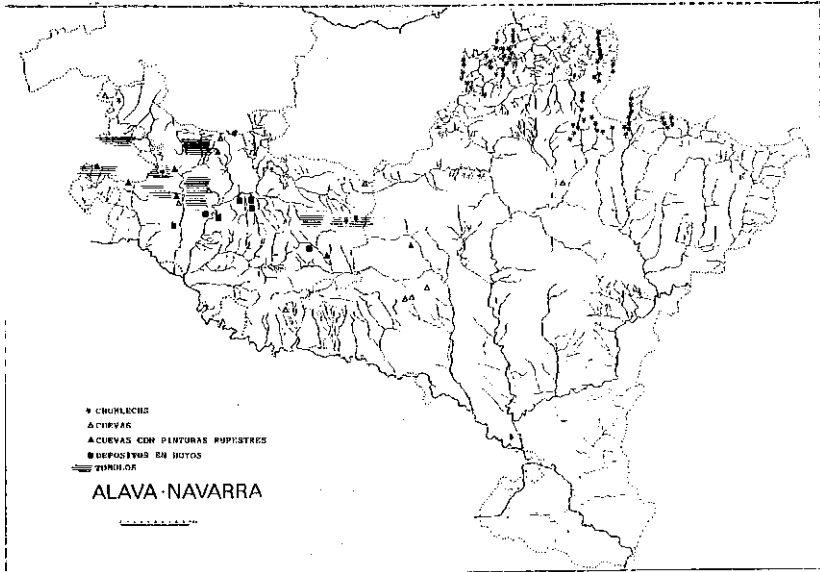 CROMLECHS
CUEVAS
CUEVAS CON PINTURAS RUPESTRES
DEPOSITOS EN HOYOS
TUMULOS
ALAVA·NAVARRA